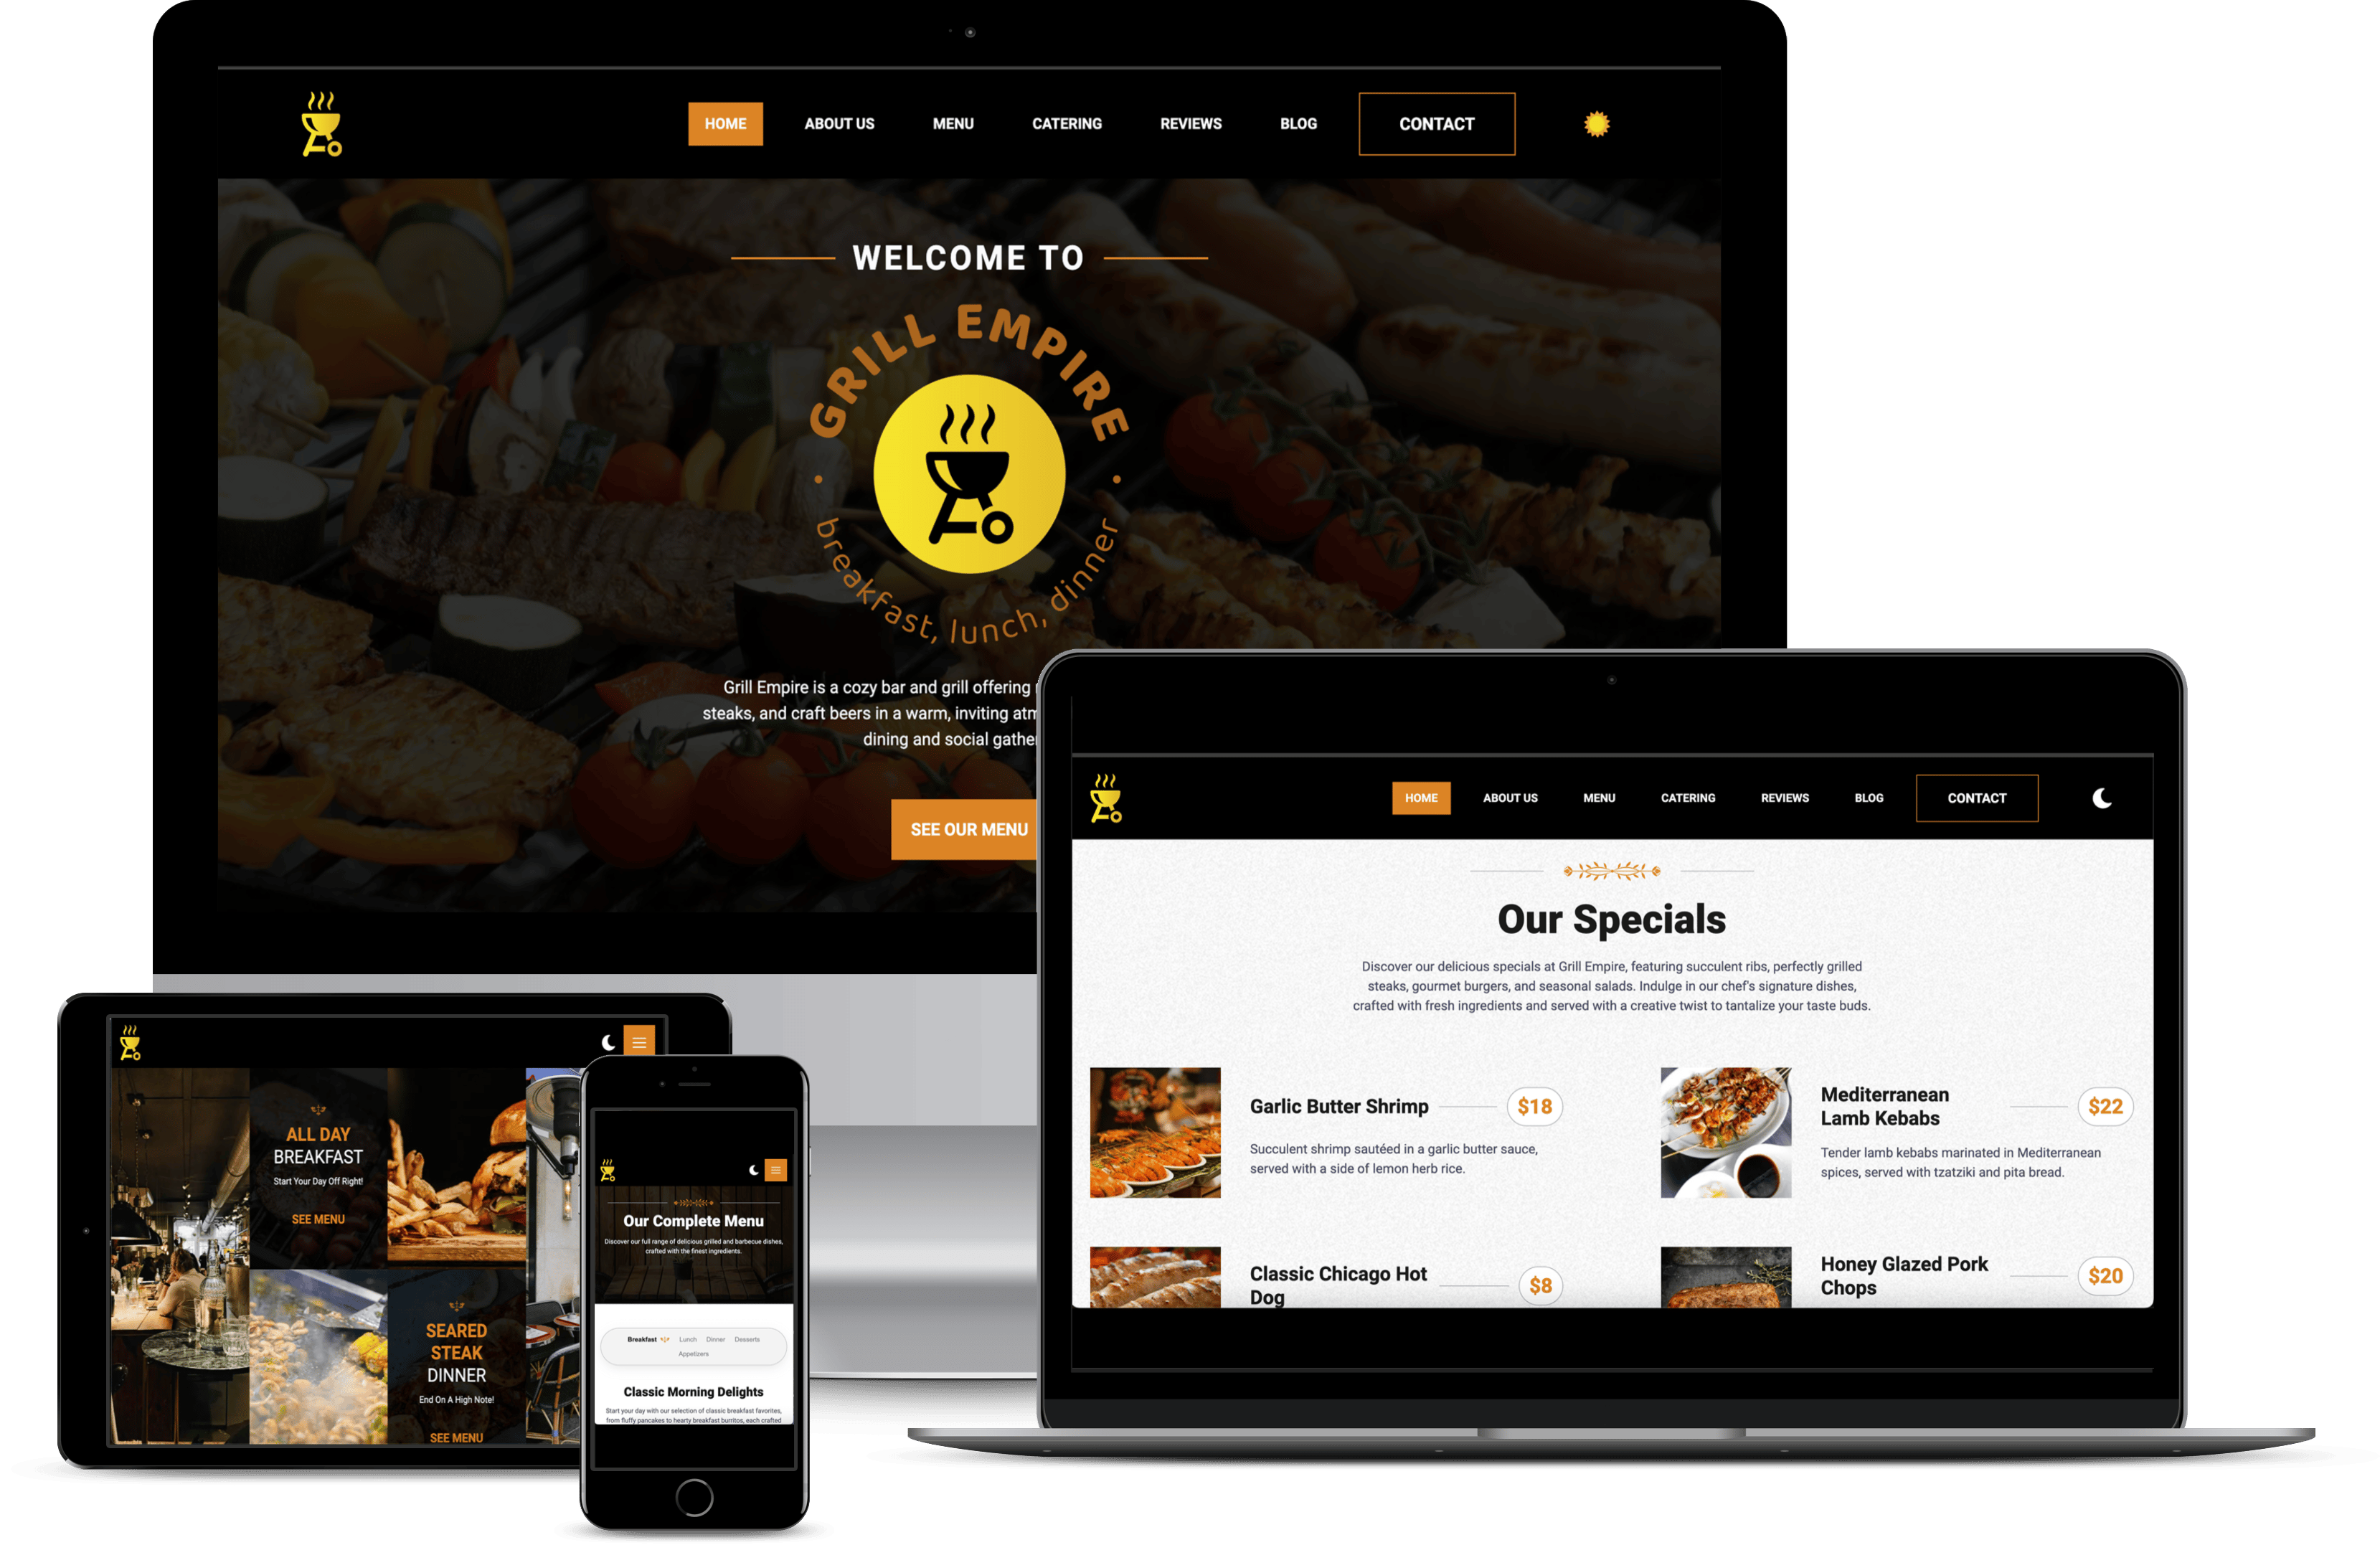 HOME
ABOUT US
MENU
CATERING
REVIEWS
BLOG
CONTACT
WELCOME TO
GRILL EMPIRE
breakfast, lunch, dinner
Grill Empire is a cozy bar and grill offering
steaks, and craft beers in a warm, inviting
dining and social
SEE OUR MENU
HOME
ABOUT US
MENU
CATERING
REVIEWS
BLOG
CONTACT
Our Specials
Discover our delicious specials at Grill Empire, featuring succulent ribs, perfectly grilled
steaks, gourmet burgers, and seasonal salads. Indulge in our chef's signature dishes,
crafted with fresh ingredients and served with a creative twist to tantalize your taste buds.
Garlic Butter Shrimp
$18
Succulent shrimp sautéed in a garlic butter sauce,
served with a side of lemon herb rice.
Mediterranean
Lamb Kebabs
$22
Tender lamb kebabs marinated in Mediterranean
spices, served with tzatziki and pita bread.
Classic Chicago Hot
Dog
$8
Honey Glazed Pork
Chops
$20
ALL DAY
BREAKFAST
Start Your Day Off Right!
SEE MENU
SEARED
STEAK
DINNER
End On A High Note!
SEE MENU
Our Complete Menu
Discover our full range of delicious grilled and barbecue dishes,
crafted with the finest ingredients.
Breakfast
Lunch
Dinner
Desserts
Appetizers
Classic Morning Delights
Start your day with our selection of classic breakfast favorites,
from fluffy pancakes to hearty breakfast burritos, each crafted